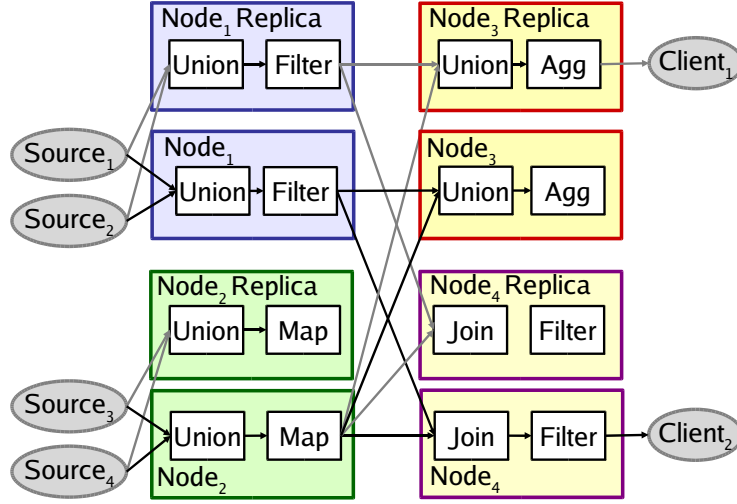 Node1 Replica
Union
Filter
Node3 Replica
Union
Agg
Client1
Source1
Source2
Node1
Union
Filter
Node3
Union
Agg
Node2 Replica
Union
Map
Node4 Replica
Join
Filter
Source3
Source4
Union
Map
Node2
Join
Filter
Node4
Client2